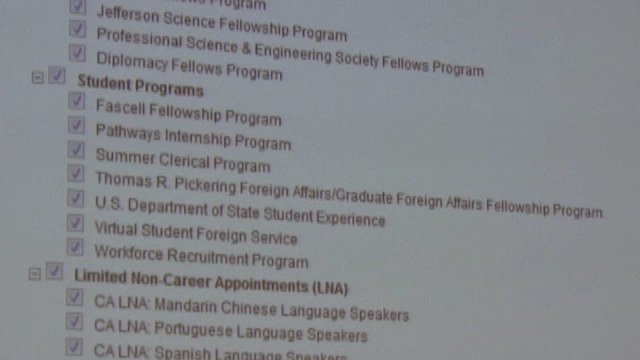 Program
Jefferson Science Fellowship Program
Professional Science & Engineering Society Fellows Program
Diplomacy Fellows Program
Student Programs
Fascell Fellowship Program
Pathways Internship Program
Summer Clerical Program
Thomas R. Pickering Foreign Affairs/Graduate Foreign Affairs Fellowship Program
U.S. Department of State Student Experience
Virtual Student Foreign Service
Workforce Recruitment Program
Limited Non-Career Appointments (LNA)
CA LNA: Mandarin Chinese Language Speakers
CA LNA: Portuguese Language Speakers
CA LNA: Spanish Language Speakers